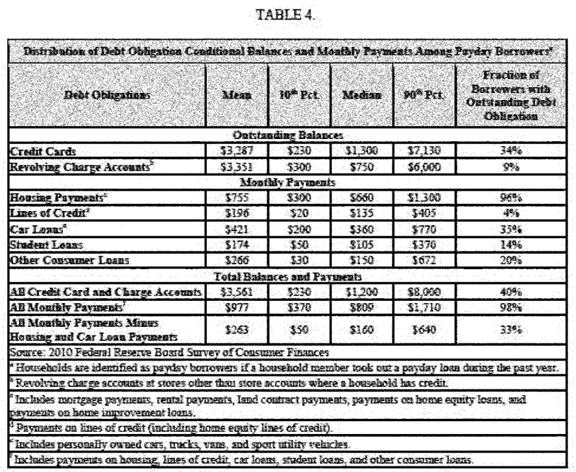 TABLE 4.
Distribution of Debt Obligation Conditional Balances and Monthly Payments Among Payday Borrowersᵃ
Debt Obligations Mean 10ᵗʰ Pct. Median 90ᵗʰ Pct. Fraction of Borrowers with Outstanding Debt Obligation
Outstanding Balances
Credit Cards $3,287 $230 $1,300 $7,130 34%
Revolving Charge Accountsᵇ $3,351 $300 $750 $6,000 9%
Monthly Payments
Housing Paymentsᶜ $755 $300 $660 $1,300 96%
Lines of Creditᵈ $196 $20 $135 $405 4%
Car Loansᵉ $421 $200 $360 $770 35%
Student Loans $174 $50 $105 $370 14%
Other Consumer Loans $266 $30 $150 $672 20%
Total Balances and Payments
All Credit Card and Charge Accounts $3,561 $230 $1,200 $8,000 40%
All Monthly Paymentsᶠ $977 $370 $809 $1,710 98%
All Monthly Payments Minus
Housing and Car Loan Payments $263 $50 $160 $640 33%
Source: 2010 Federal Reserve Board Survey of Consumer Finances
ᵃ Households are identified as payday borrowers if a household member took out a payday loan during the past year.
ᵇ Revolving charge accounts at stores other than store accounts where a household has credit.
ᶜ Includes mortgage payments, rental payments, land contract payments, payments on home equity loans, and
payments on home improvement loans.
ᵈ Payments on lines of credit (including home equity lines of credit).
ᵉ Includes personally owned cars, trucks, vans, and sport utility vehicles.
ᶠ Includes payments on housing, lines of credit, car loans, student loans, and other consumer loans.